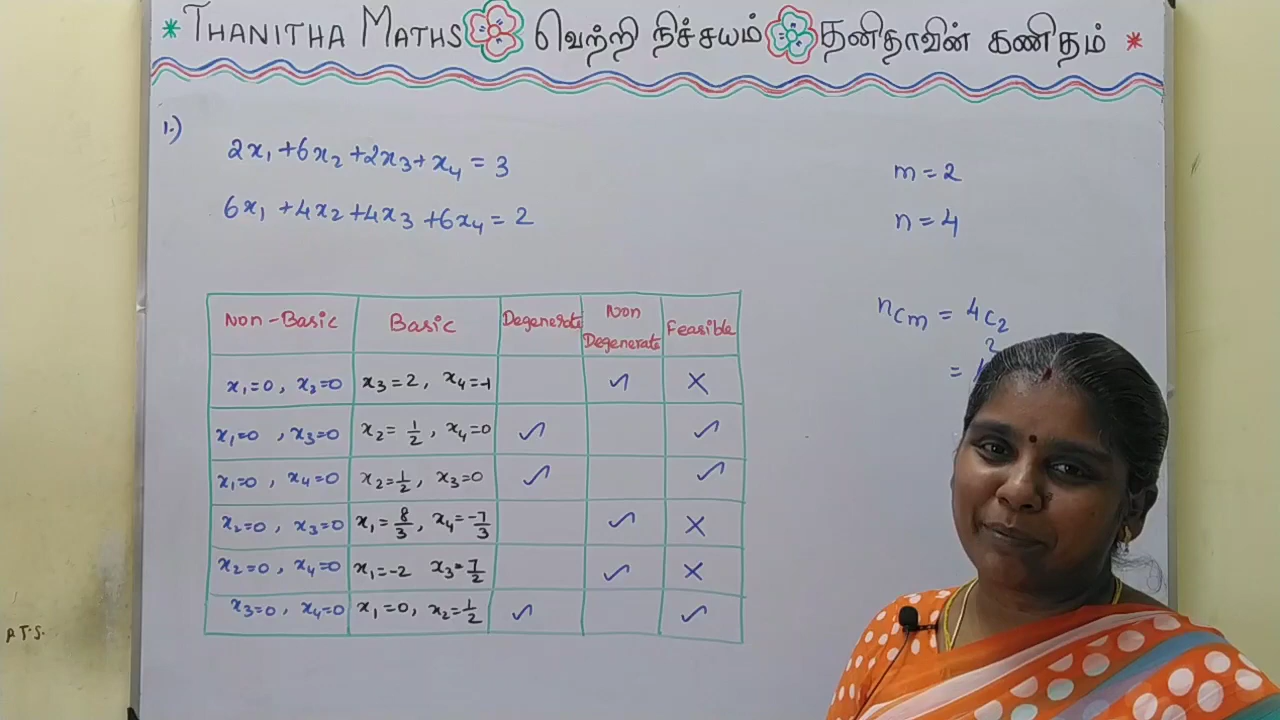 * THANITHA MATHS வெற்றி நிச்சயம் தனிதாவின் கணிதம் *
1.)
2x₁ + 6x₂ + 2x₃ + x₄ = 3
6x₁ + 4x₂ + 4x₃ + 6x₄ = 2
m = 2
n = 4
nCm = 4C₂
2
=
Non-Basic Basic Degenerate Non Degenerate Feasible
x₁=0, x₂=0 x₃=2, x₄=-1 ✓ ×
x₁=0, x₃=0 x₂=1/2, x₄=0 ✓ ✓
x₁=0, x₄=0 x₂=1/2, x₃=0 ✓ ✓
x₂=0, x₃=0 x₁=8/3, x₄=-7/3 ✓ ×
x₂=0, x₄=0 x₁=-2 x₃=7/2 ✓ ×
x₃=0, x₄=0 x₁=0, x₂=1/2 ✓ ✓
P.T.S.